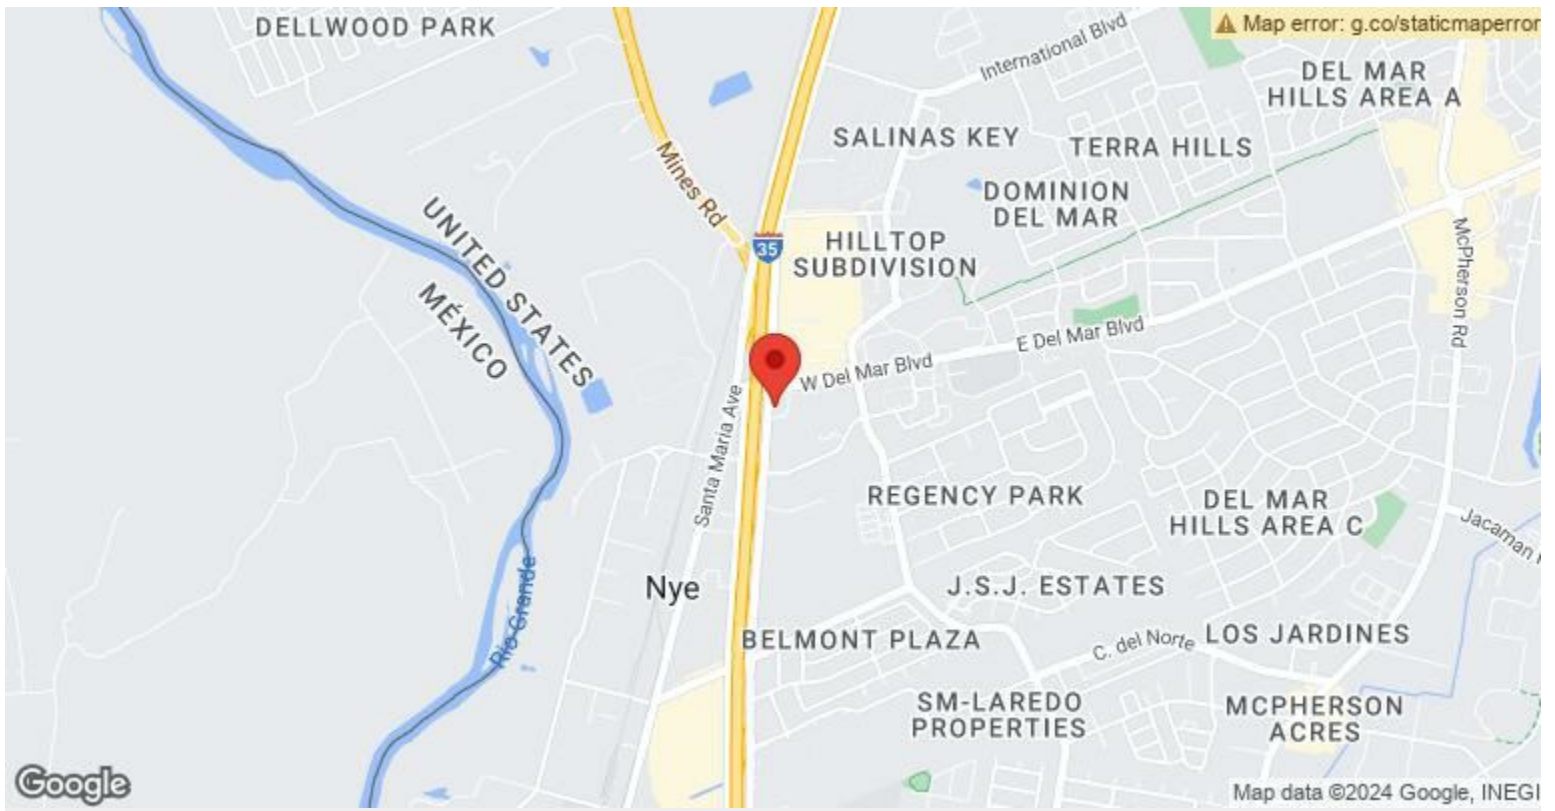 DELLWOOD PARK
International Blvd
Map error: g.co/staticmaperror
DEL MAR
HILLS AREA A
SALINAS KEY
TERRA HILLS
Mines Rd
DOMINION
DEL MAR
UNITED STATES
MÉXICO
35
HILLTOP
SUBDIVISION
McPherson Rd
E Del Mar Blvd
W Del Mar Blvd
Santa Maria Ave
REGENCY PARK
DEL MAR
HILLS AREA C
Jacaman
Nye
J.S.J. ESTATES
Rio Grande
BELMONT PLAZA
C. del Norte
LOS JARDINES
SM-LAREDO
PROPERTIES
MCPHERSON
ACRES
Google
Map data ©2024 Google, INEGI